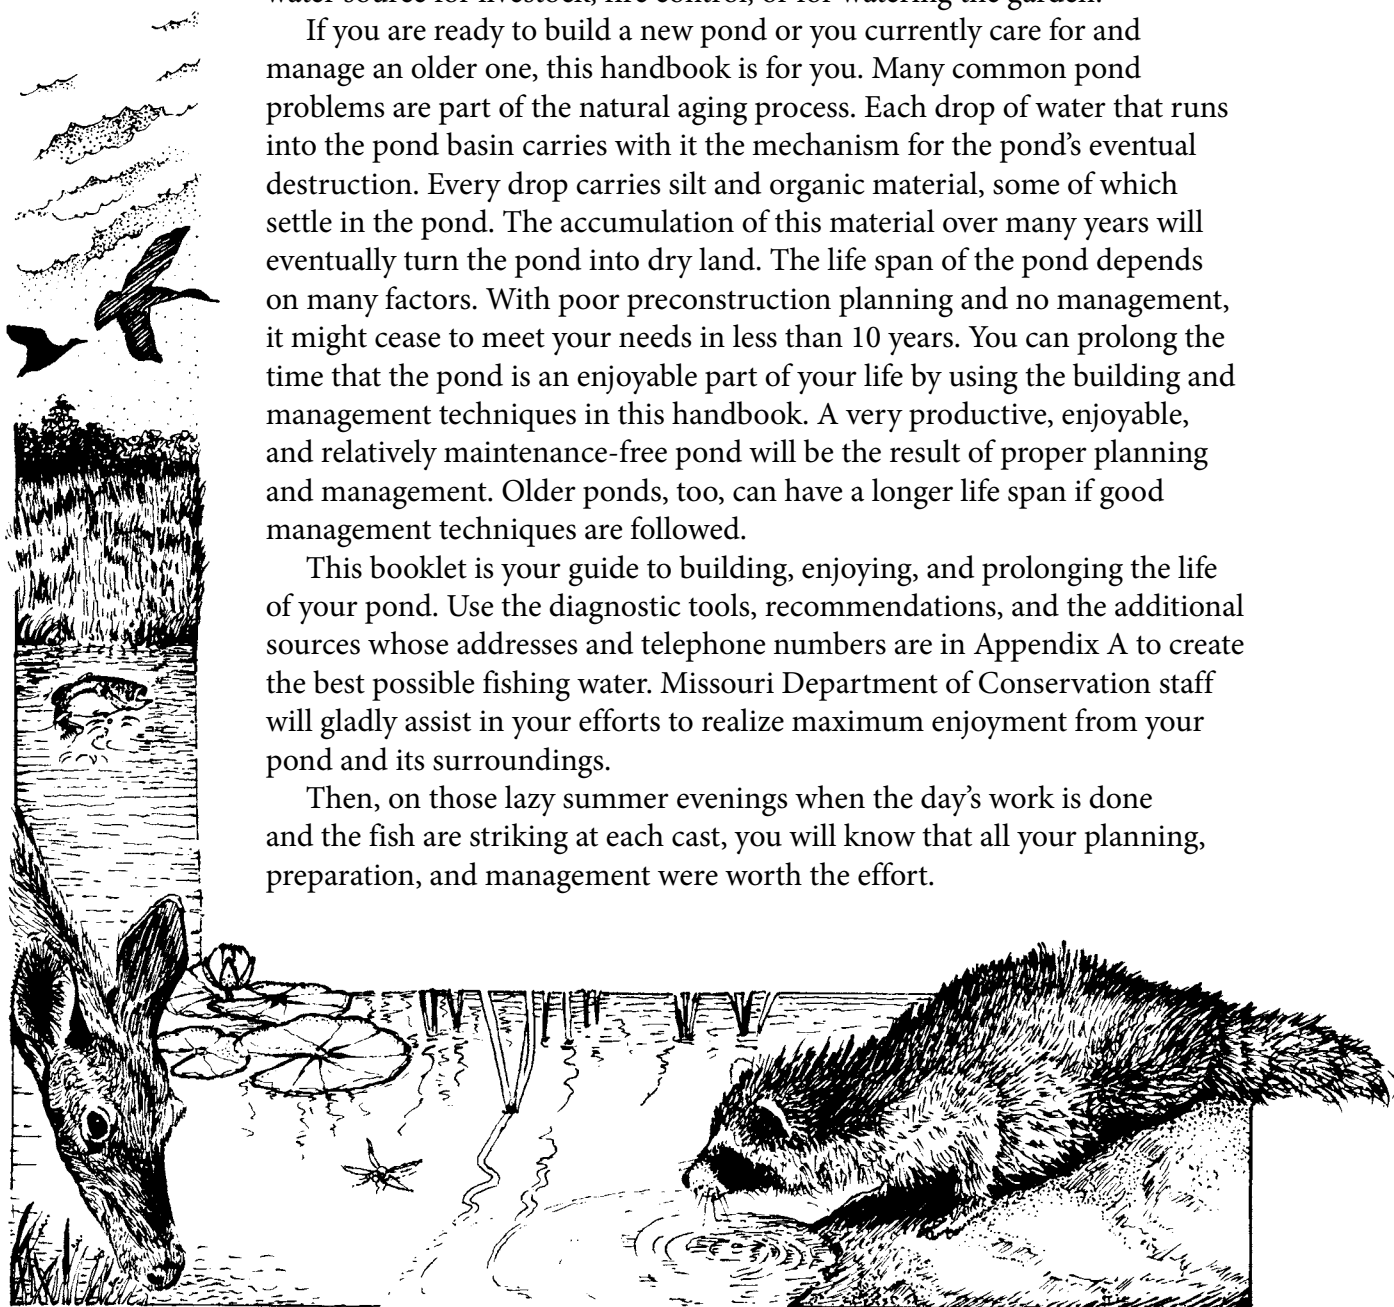 water source for livestock, fire control, or for watering the garden.
If you are ready to build a new pond or you currently care for and
manage an older one, this handbook is for you. Many common pond
problems are part of the natural aging process. Each drop of water that runs
into the pond basin carries with it the mechanism for the pond’s eventual
destruction. Every drop carries silt and organic material, some of which
settle in the pond. The accumulation of this material over many years will
eventually turn the pond into dry land. The life span of the pond depends
on many factors. With poor preconstruction planning and no management,
it might cease to meet your needs in less than 10 years. You can prolong the
time that the pond is an enjoyable part of your life by using the building and
management techniques in this handbook. A very productive, enjoyable,
and relatively maintenance-free pond will be the result of proper planning
and management. Older ponds, too, can have a longer life span if good
management techniques are followed.
This booklet is your guide to building, enjoying, and prolonging the life
of your pond. Use the diagnostic tools, recommendations, and the additional
sources whose addresses and telephone numbers are in Appendix A to create
the best possible fishing water. Missouri Department of Conservation staff
will gladly assist in your efforts to realize maximum enjoyment from your
pond and its surroundings.
Then, on those lazy summer evenings when the day’s work is done
and the fish are striking at each cast, you will know that all your planning,
preparation, and management were worth the effort.